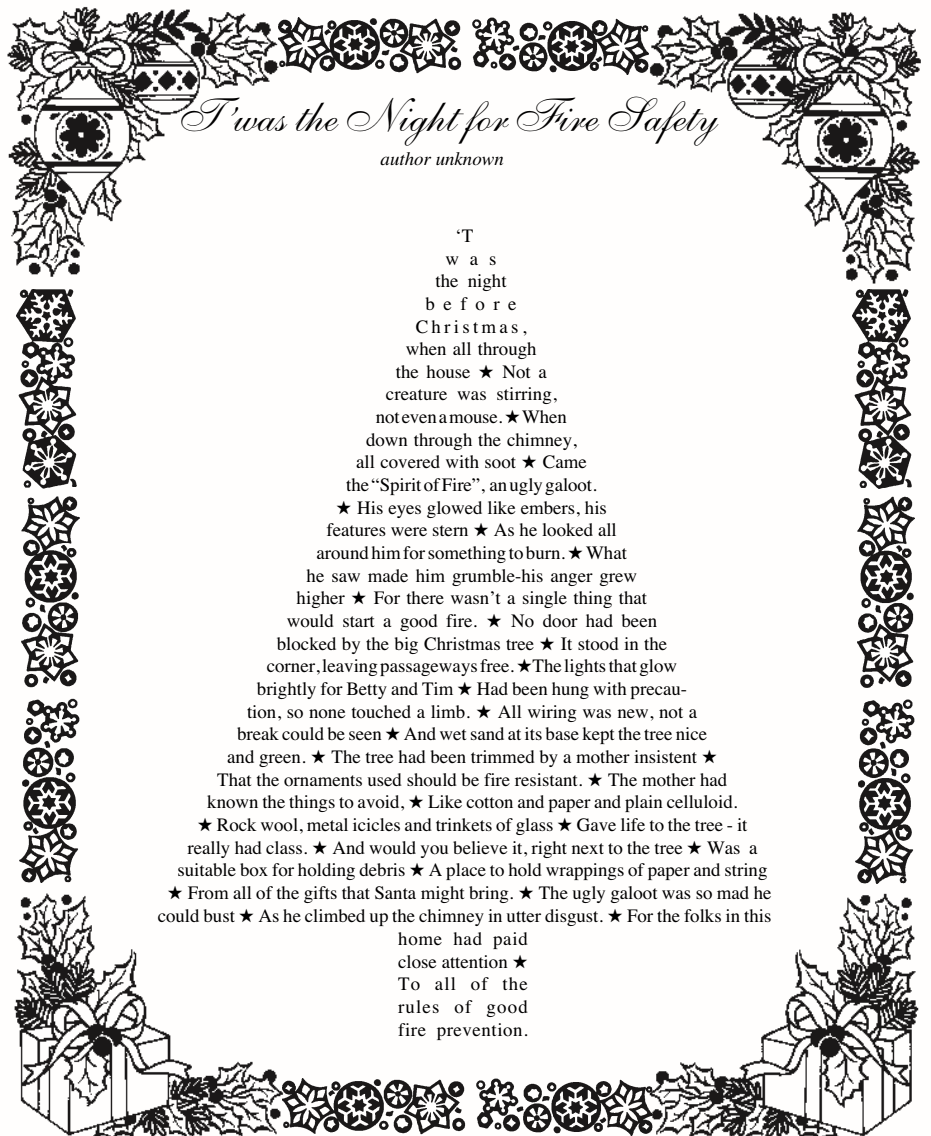 T'was the Night for Fire Safety
author unknown
‘T
w a s
the night
b e f o r e
Christmas,
when all through
the house ★ Not a
creature was stirring,
not even a mouse. ★ When
down through the chimney,
all covered with soot ★ Came
the “Spirit of Fire”, an ugly galoot.
★ His eyes glowed like embers, his
features were stern ★ As he looked all
around him for something to burn. ★ What
he saw made him grumble-his anger grew
higher ★ For there wasn’t a single thing that
would start a good fire. ★ No door had been
blocked by the big Christmas tree ★ It stood in the
corner, leaving passageways free. ★ The lights that glow
brightly for Betty and Tim ★ Had been hung with precau-
tion, so none touched a limb. ★ All wiring was new, not a
break could be seen ★ And wet sand at its base kept the tree nice
and green. ★ The tree had been trimmed by a mother insistent ★
That the ornaments used should be fire resistant. ★ The mother had
known the things to avoid, ★ Like cotton and paper and plain celluloid.
★ Rock wool, metal icicles and trinkets of glass ★ Gave life to the tree - it
really had class. ★ And would you believe it, right next to the tree ★ Was a
suitable box for holding debris ★ A place to hold wrappings of paper and string
★ From all of the gifts that Santa might bring. ★ The ugly galoot was so mad he
could bust ★ As he climbed up the chimney in utter disgust. ★ For the folks in this
home had paid
close attention ★
To all of the
rules of good
fire prevention.